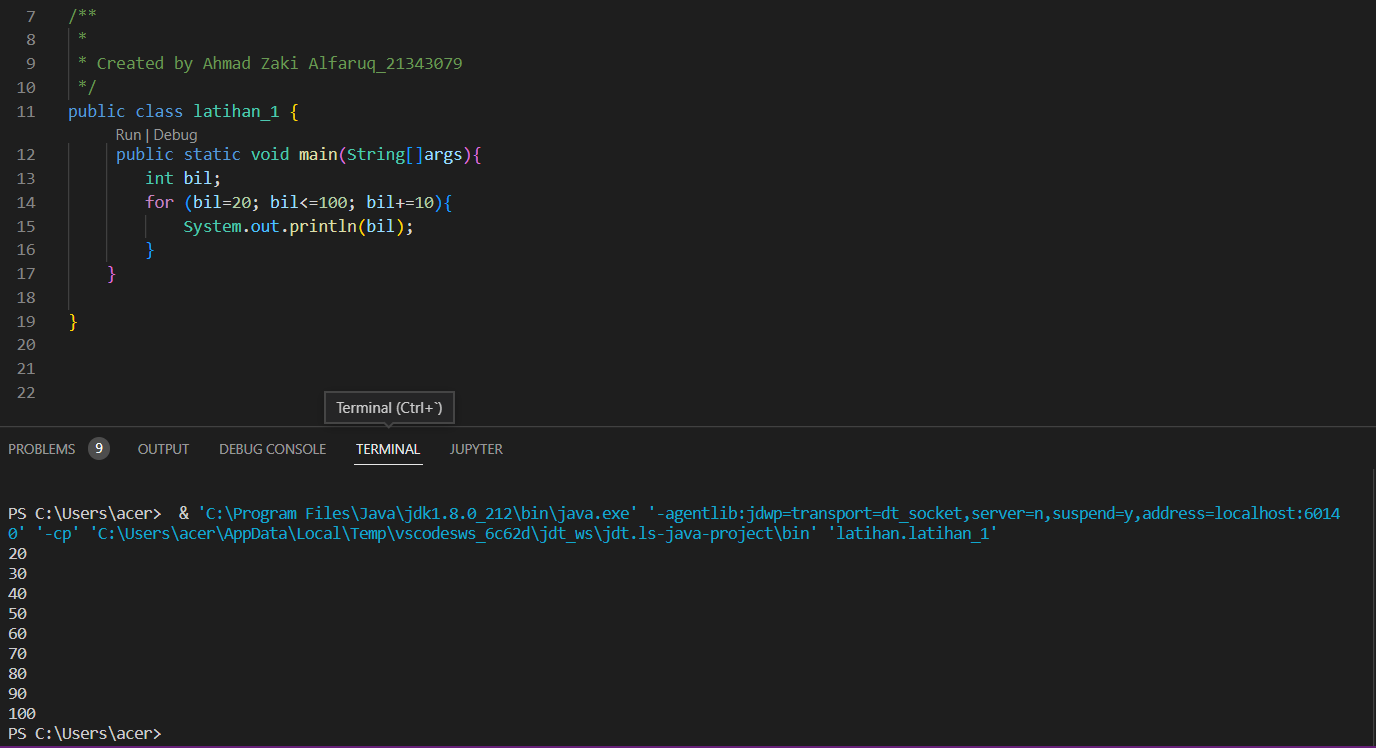 7 /**
8 *
9 * Created by Ahmad Zaki Alfaruq_21343079
10 */
11 public class latihan_1 {
Run | Debug
12 public static void main(String[]args){
13 int bil;
14 for (bil=20; bil<=100; bil+=10){
15 System.out.println(bil);
16 }
17 }
18
19 }
20
21
22
Terminal (Ctrl+`)
PROBLEMS 9 OUTPUT DEBUG CONSOLE TERMINAL JUPYTER
PS C:\Users\acer>  & 'C:\Program Files\Java\jdk1.8.0_212\bin\java.exe' '-agentlib:jdwp=transport=dt_socket,server=n,suspend=y,address=localhost:6014
0' '-cp' 'C:\Users\acer\AppData\Local\Temp\vscodesws_6c62d\jdt_ws\jdt.ls-java-project\bin' 'latihan.latihan_1'
20
30
40
50
60
70
80
90
100
PS C:\Users\acer>